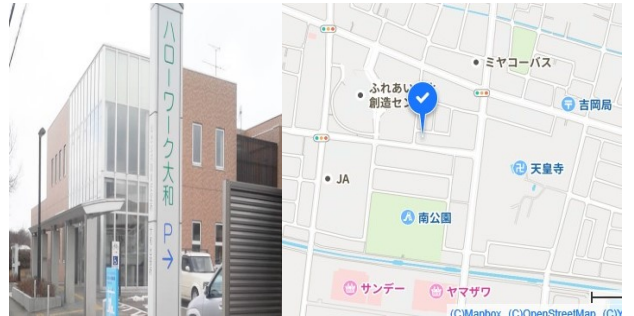 ハローワーク大和
P
→
ミヤコーバス
ふれあい
創造セン
吉岡局
JA
天皇寺
南公園
サンデー
ヤマザワ
(C)Mapbox (C)OpenStreetMap (C)Y